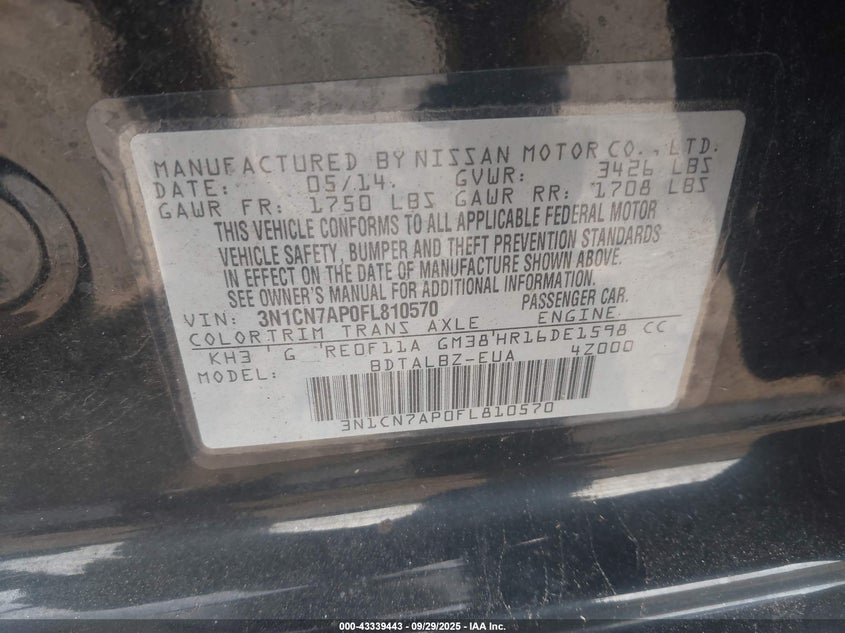 MANUFACTURED BY NISSAN MOTOR CO., LTD.
DATE: 05/14. GVWR: 3426 LBS
GAWR FR: 1750 LBS GAWR RR: 1708 LBS
THIS VEHICLE CONFORMS TO ALL APPLICABLE FEDERAL MOTOR
VEHICLE SAFETY, BUMPER AND THEFT PREVENTION STANDARDS
IN EFFECT ON THE DATE OF MANUFACTURE SHOWN ABOVE.
SEE OWNER'S MANUAL FOR ADDITIONAL INFORMATION.
VIN: 3N1CN7AP0FL810570 PASSENGER CAR.
COLOR TRIM TRANS AXLE ENGINE
KH3 G RE0F11A GM38 HR16DE1598 CC
MODEL: BDTALBZ-EUA 4Z000
3N1CN7AP0FL810570
000-43339443 - 09/29/2025 - IAA Inc.